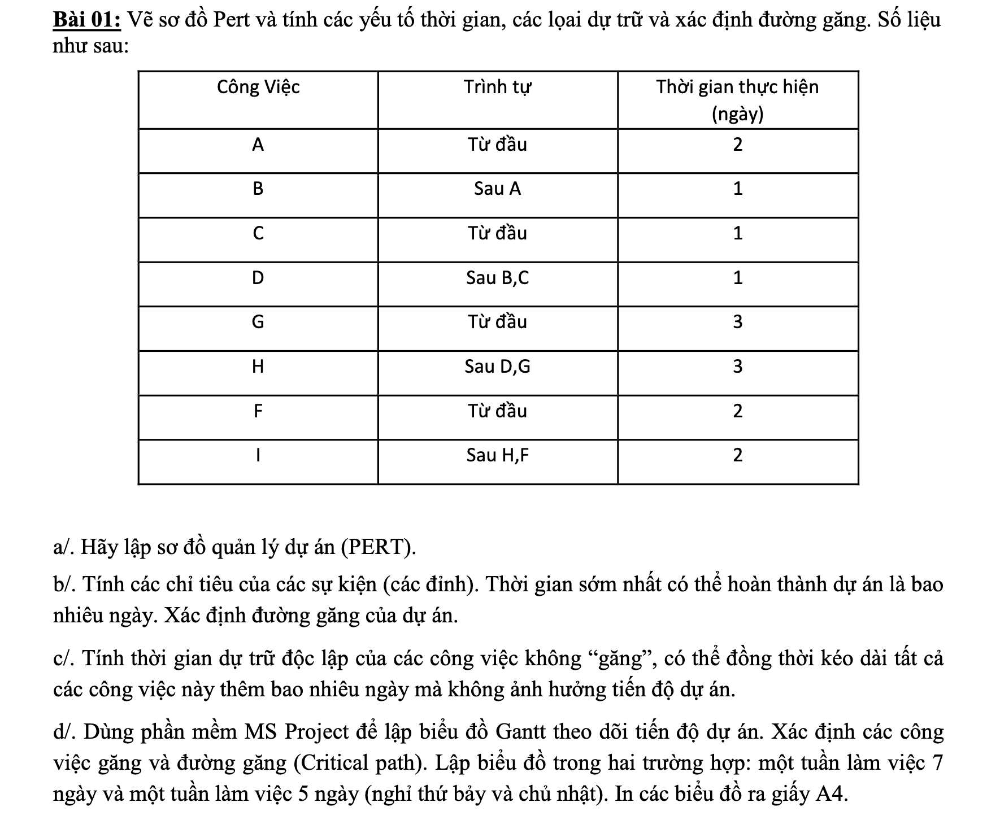 Bài 01: Vẽ sơ đồ Pert và tính các yếu tố thời gian, các lọai dự trữ và xác định đường găng. Số liệu
như sau:
Công Việc Trình tự Thời gian thực hiện
(ngày)
A Từ đầu 2
B Sau A 1
C Từ đầu 1
D Sau B,C 1
G Từ đầu 3
H Sau D,G 3
F Từ đầu 2
I Sau H,F 2
a/. Hãy lập sơ đồ quản lý dự án (PERT).
b/. Tính các chỉ tiêu của các sự kiện (các đỉnh). Thời gian sớm nhất có thể hoàn thành dự án là bao
nhiêu ngày. Xác định đường găng của dự án.
c/. Tính thời gian dự trữ độc lập của các công việc không “găng”, có thể đồng thời kéo dài tất cả
các công việc này thêm bao nhiêu ngày mà không ảnh hưởng tiến độ dự án.
d/. Dùng phần mềm MS Project để lập biểu đồ Gantt theo dõi tiến độ dự án. Xác định các công
việc găng và đường găng (Critical path). Lập biểu đồ trong hai trường hợp: một tuần làm việc 7
ngày và một tuần làm việc 5 ngày (nghỉ thứ bảy và chủ nhật). In các biểu đồ ra giấy A4.